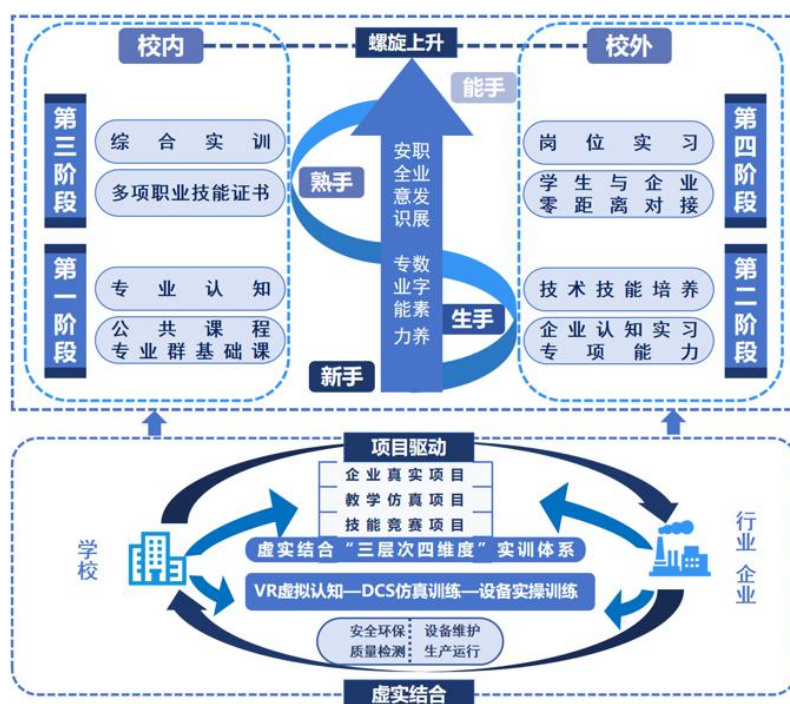 校内
螺旋上升
校外
能手
第三阶段
综合实训
多项职业技能证书
熟手
安全意识
职业发展
岗位实习
学生与企业
零距离对接
第四阶段
第一阶段
专业认知
公共课程
专业群基础课
新手
专业能力
数字素养
生手
技术技能培养
企业认知实习
专项能力
第二阶段
项目驱动
企业真实项目
教学仿真项目
技能竞赛项目
虚实结合“三层次四维度”实训体系
VR虚拟认知—DCS仿真训练—设备实操训练
安全环保 设备维护
质量检测 生产运行
学校
行业 企业
虚实结合